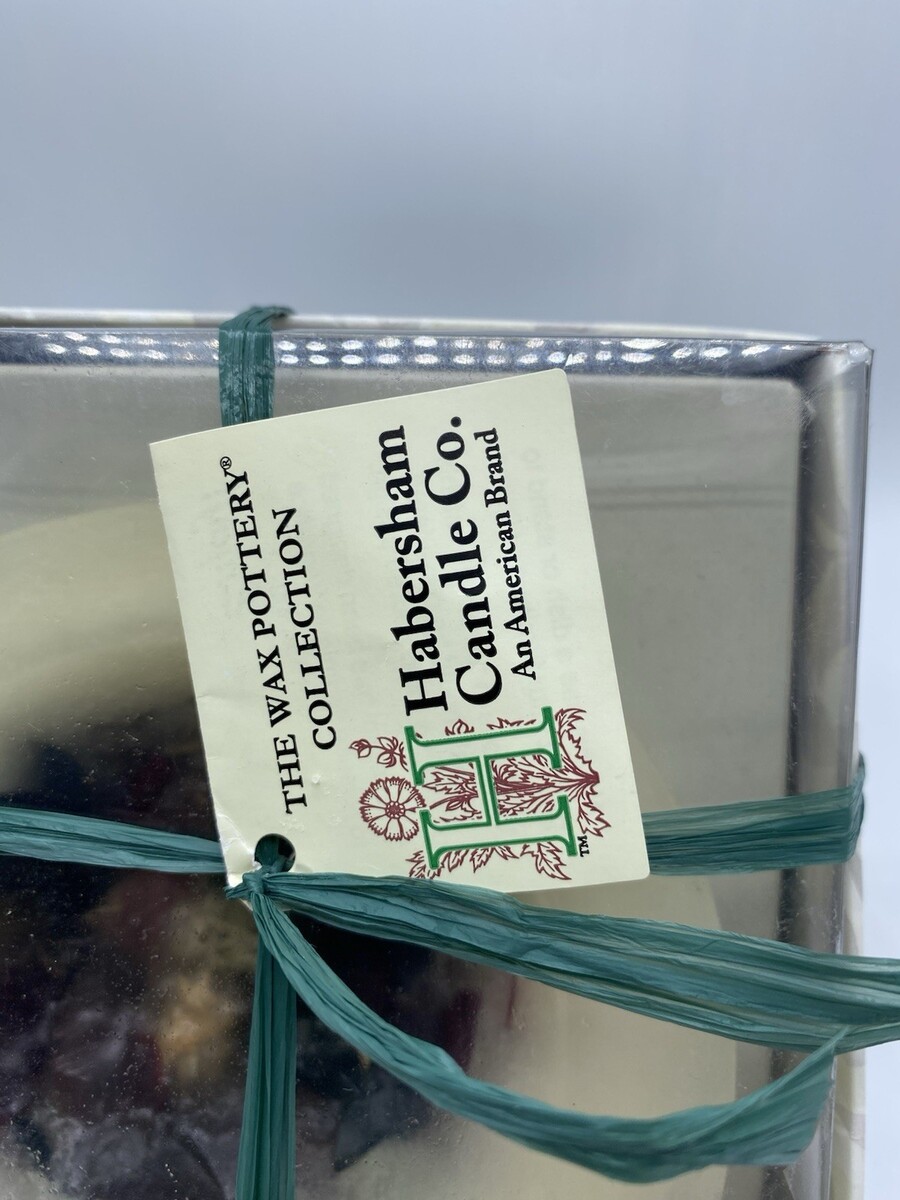 THE WAX POTTERY®
COLLECTION
Habersham
Candle Co.
An American Brand
H
TM